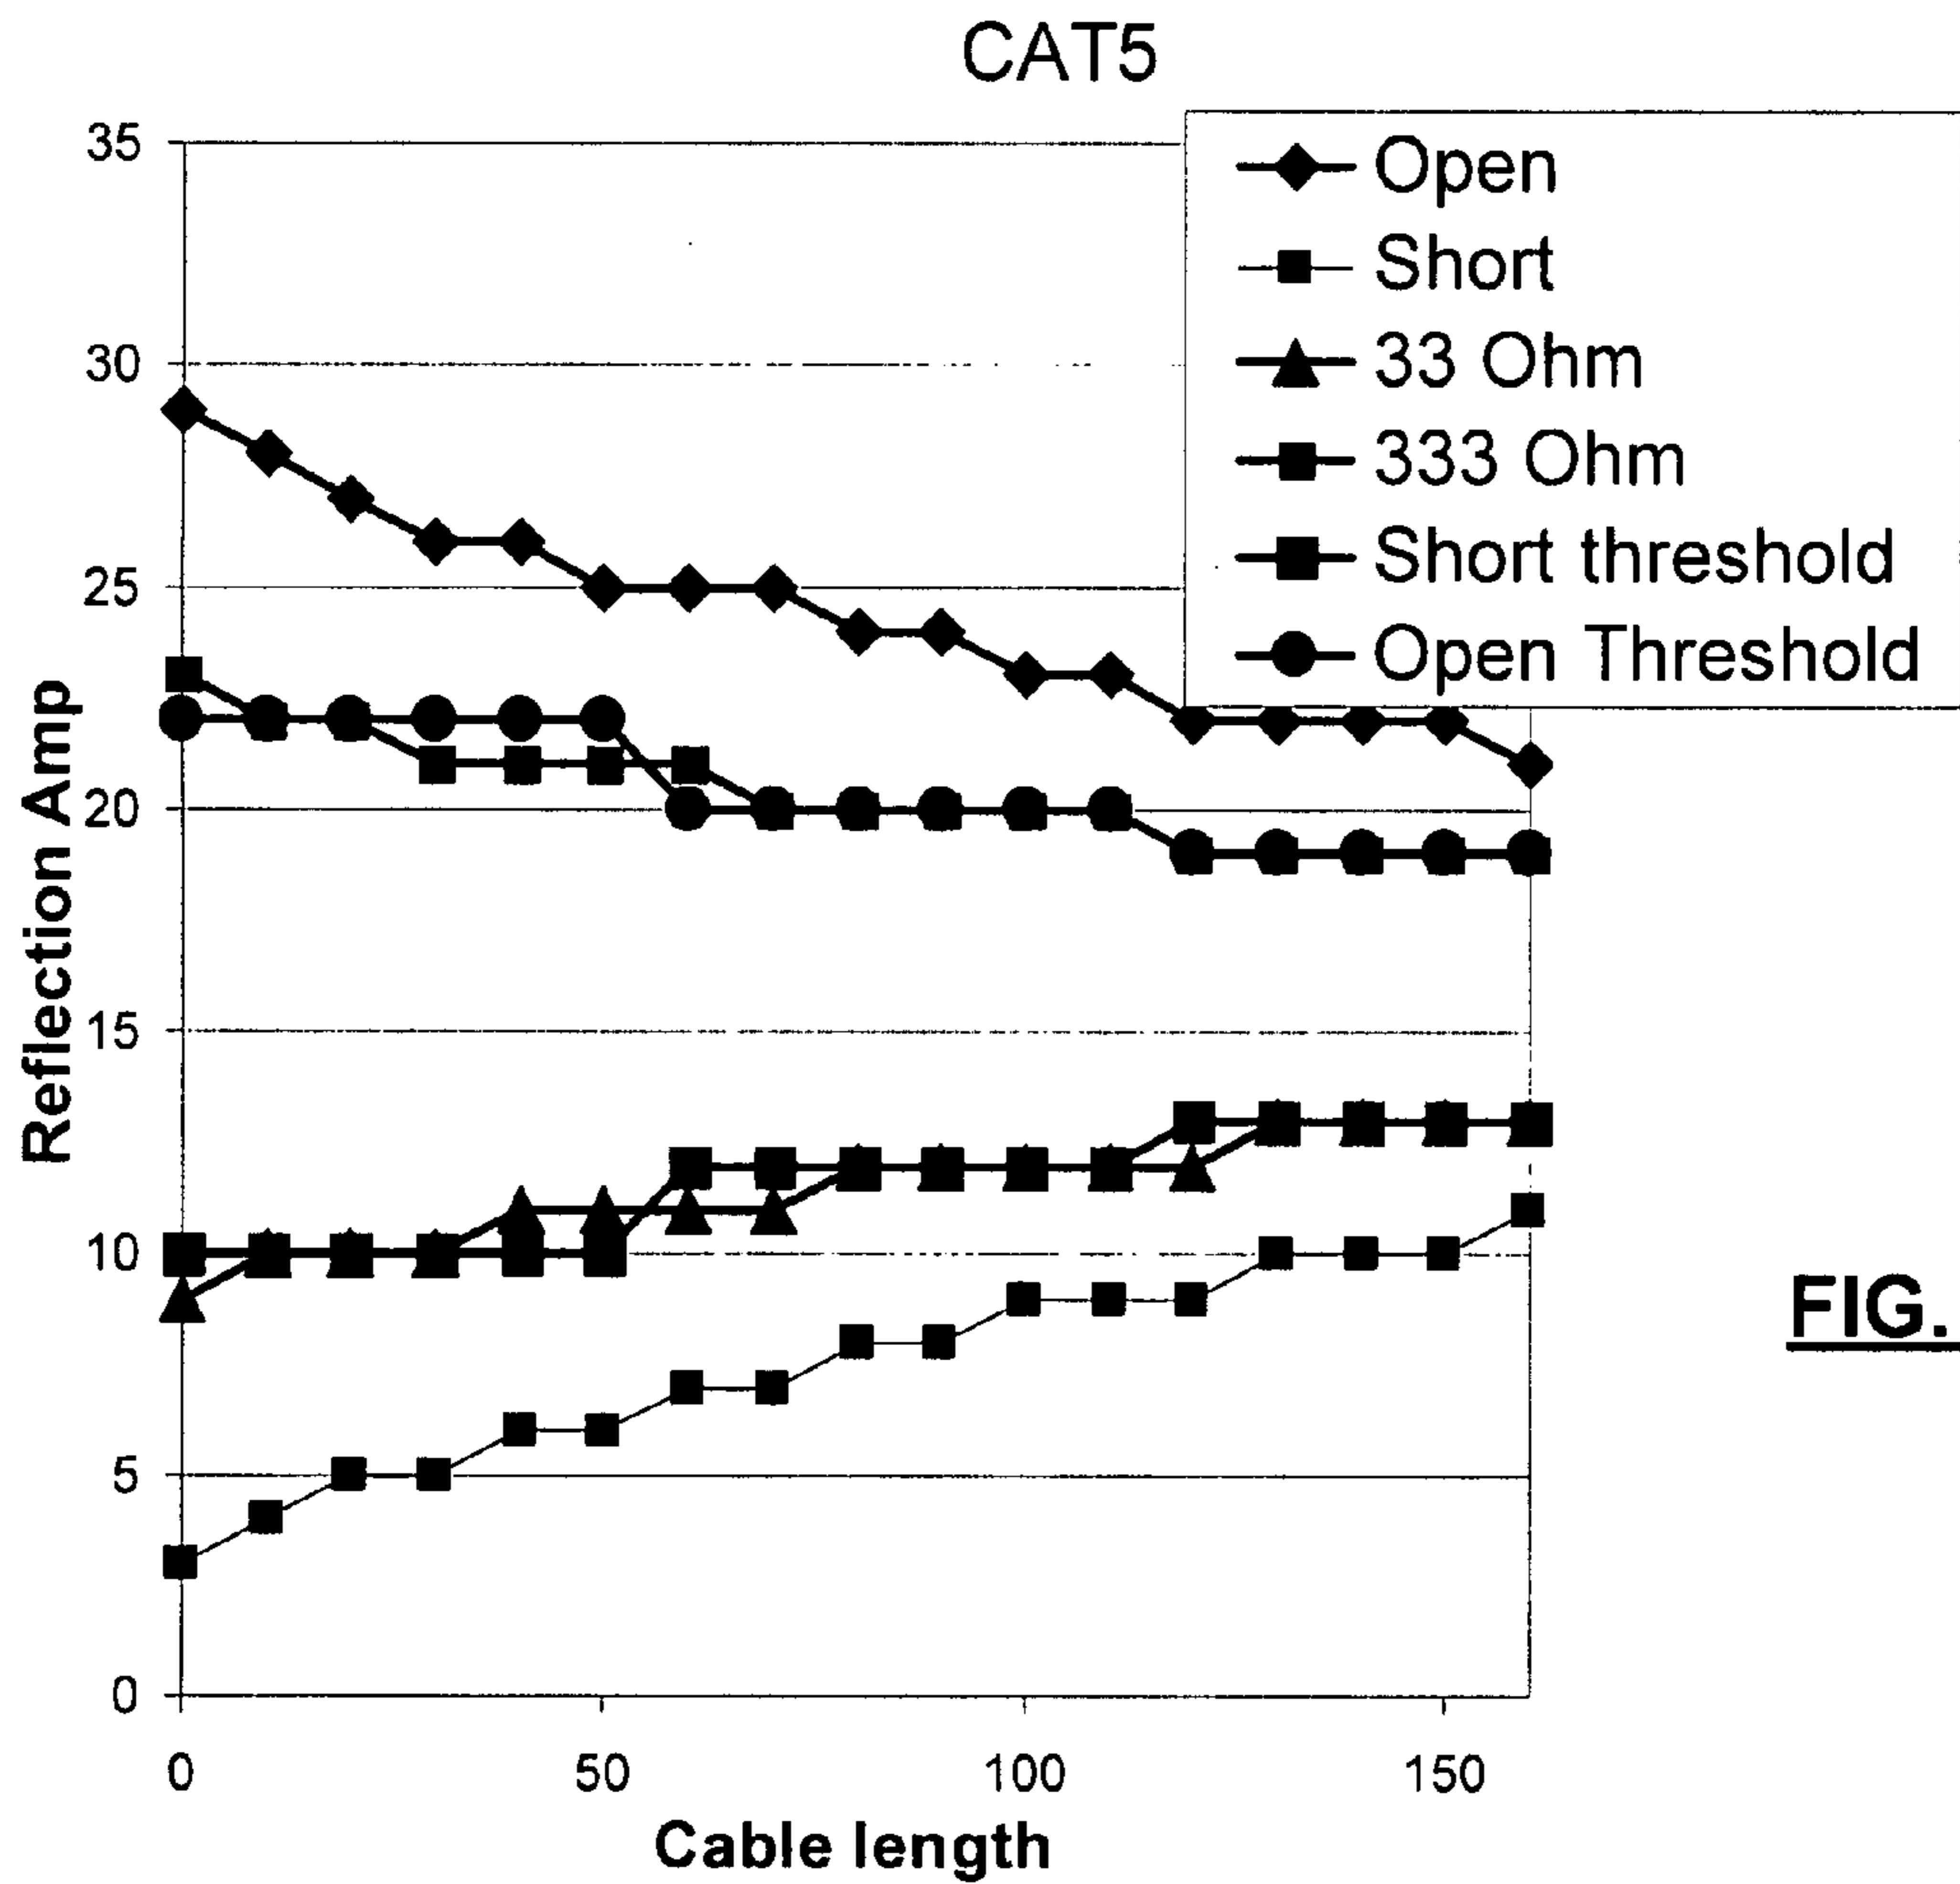 CAT5
35
30
25
20
15
10
5
0
Reflection Amp
Open
Short
33 Ohm
333 Ohm
Short threshold
Open Threshold
FIG.
0 50 100 150
Cable length